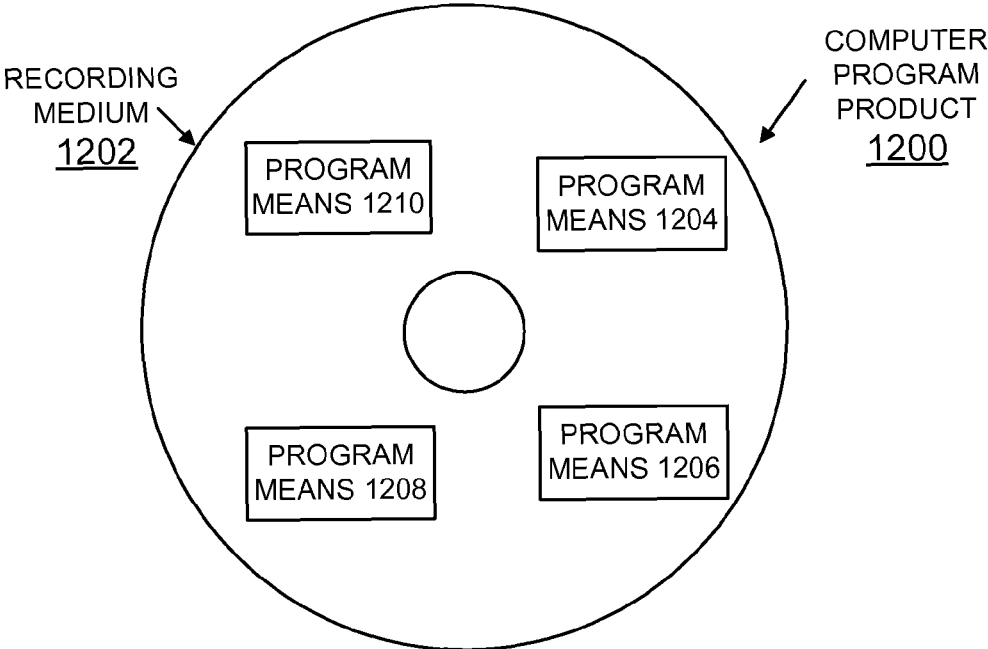 RECORDING
MEDIUM
1202
COMPUTER
PROGRAM
PRODUCT
1200
PROGRAM
MEANS 1210
PROGRAM
MEANS 1204
PROGRAM
MEANS 1208
PROGRAM
MEANS 1206